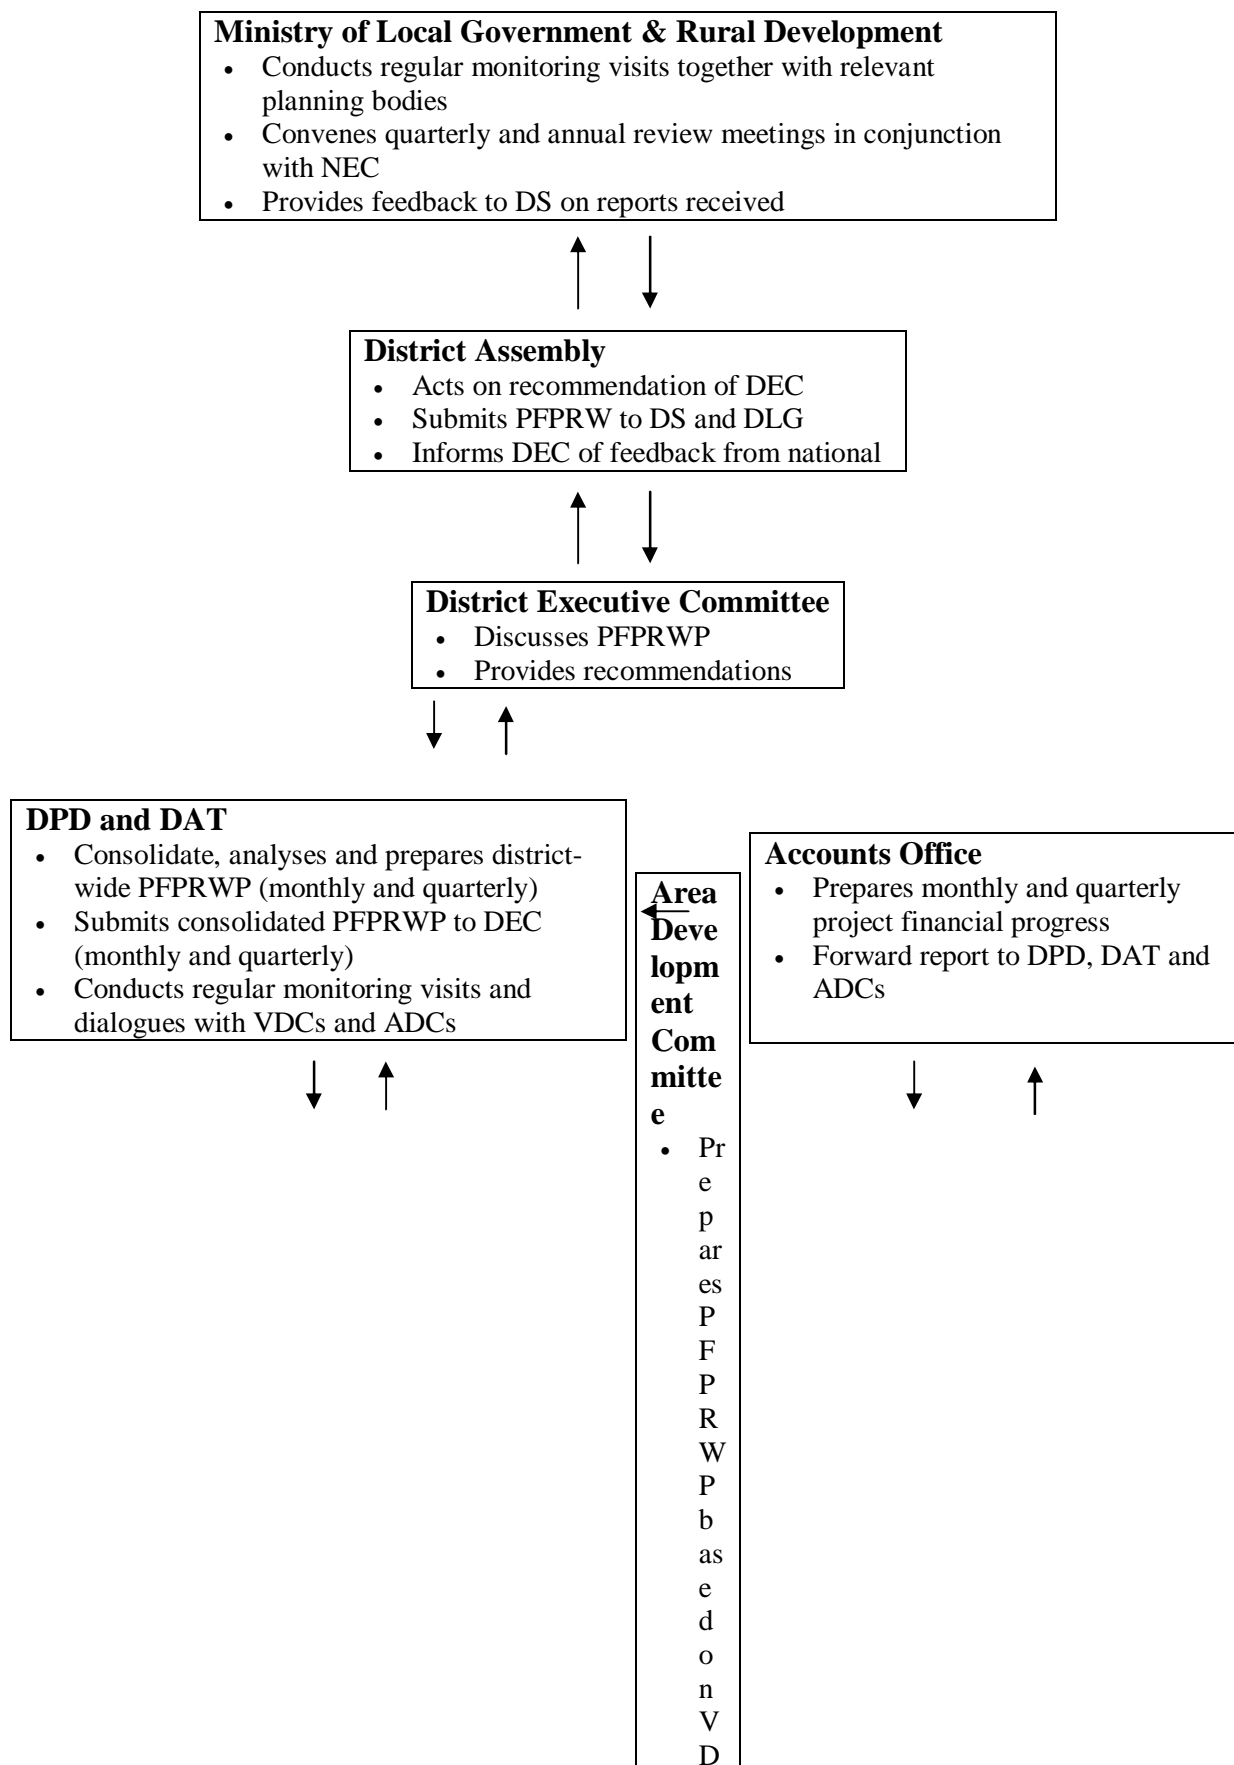 Ministry of Local Government & Rural Development
• Conducts regular monitoring visits together with relevant
planning bodies
• Convenes quarterly and annual review meetings in conjunction
with NEC
• Provides feedback to DS on reports received
District Assembly
• Acts on recommendation of DEC
• Submits PFPRW to DS and DLG
• Informs DEC of feedback from national
District Executive Committee
• Discusses PFPRWP
• Provides recommendations
DPD and DAT
• Consolidate, analyses and prepares district-
wide PFPRWP (monthly and quarterly)
• Submits consolidated PFPRWP to DEC
(monthly and quarterly)
• Conducts regular monitoring visits and
dialogues with VDCs and ADCs
Area
Deve
lopm
ent
Com
mitte
e
• Pr
e
p
ar
es
P
F
P
R
W
P
b
as
e
d
o
n
V
D
Accounts Office
• Prepares monthly and quarterly
project financial progress
• Forward report to DPD, DAT and
ADCs